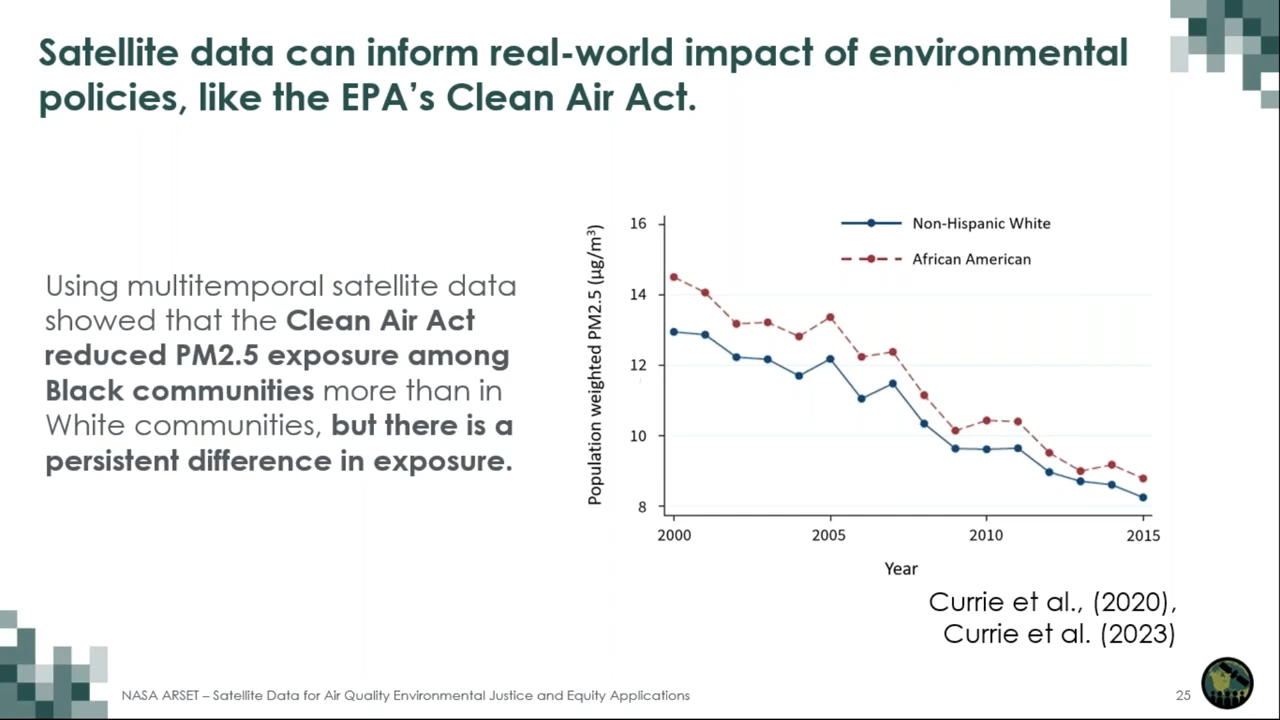 Satellite data can inform real-world impact of environmental
policies, like the EPA’s Clean Air Act.
Using multitemporal satellite data
showed that the Clean Air Act
reduced PM2.5 exposure among
Black communities more than in
White communities, but there is a
persistent difference in exposure.
Population weighted PM2.5 (µg/m³)
16
14
12
10
8
Non-Hispanic White
African American
2000 2005 2010 2015
Year
Currie et al., (2020),
Currie et al. (2023)
NASA ARSET – Satellite Data for Air Quality Environmental Justice and Equity Applications
25